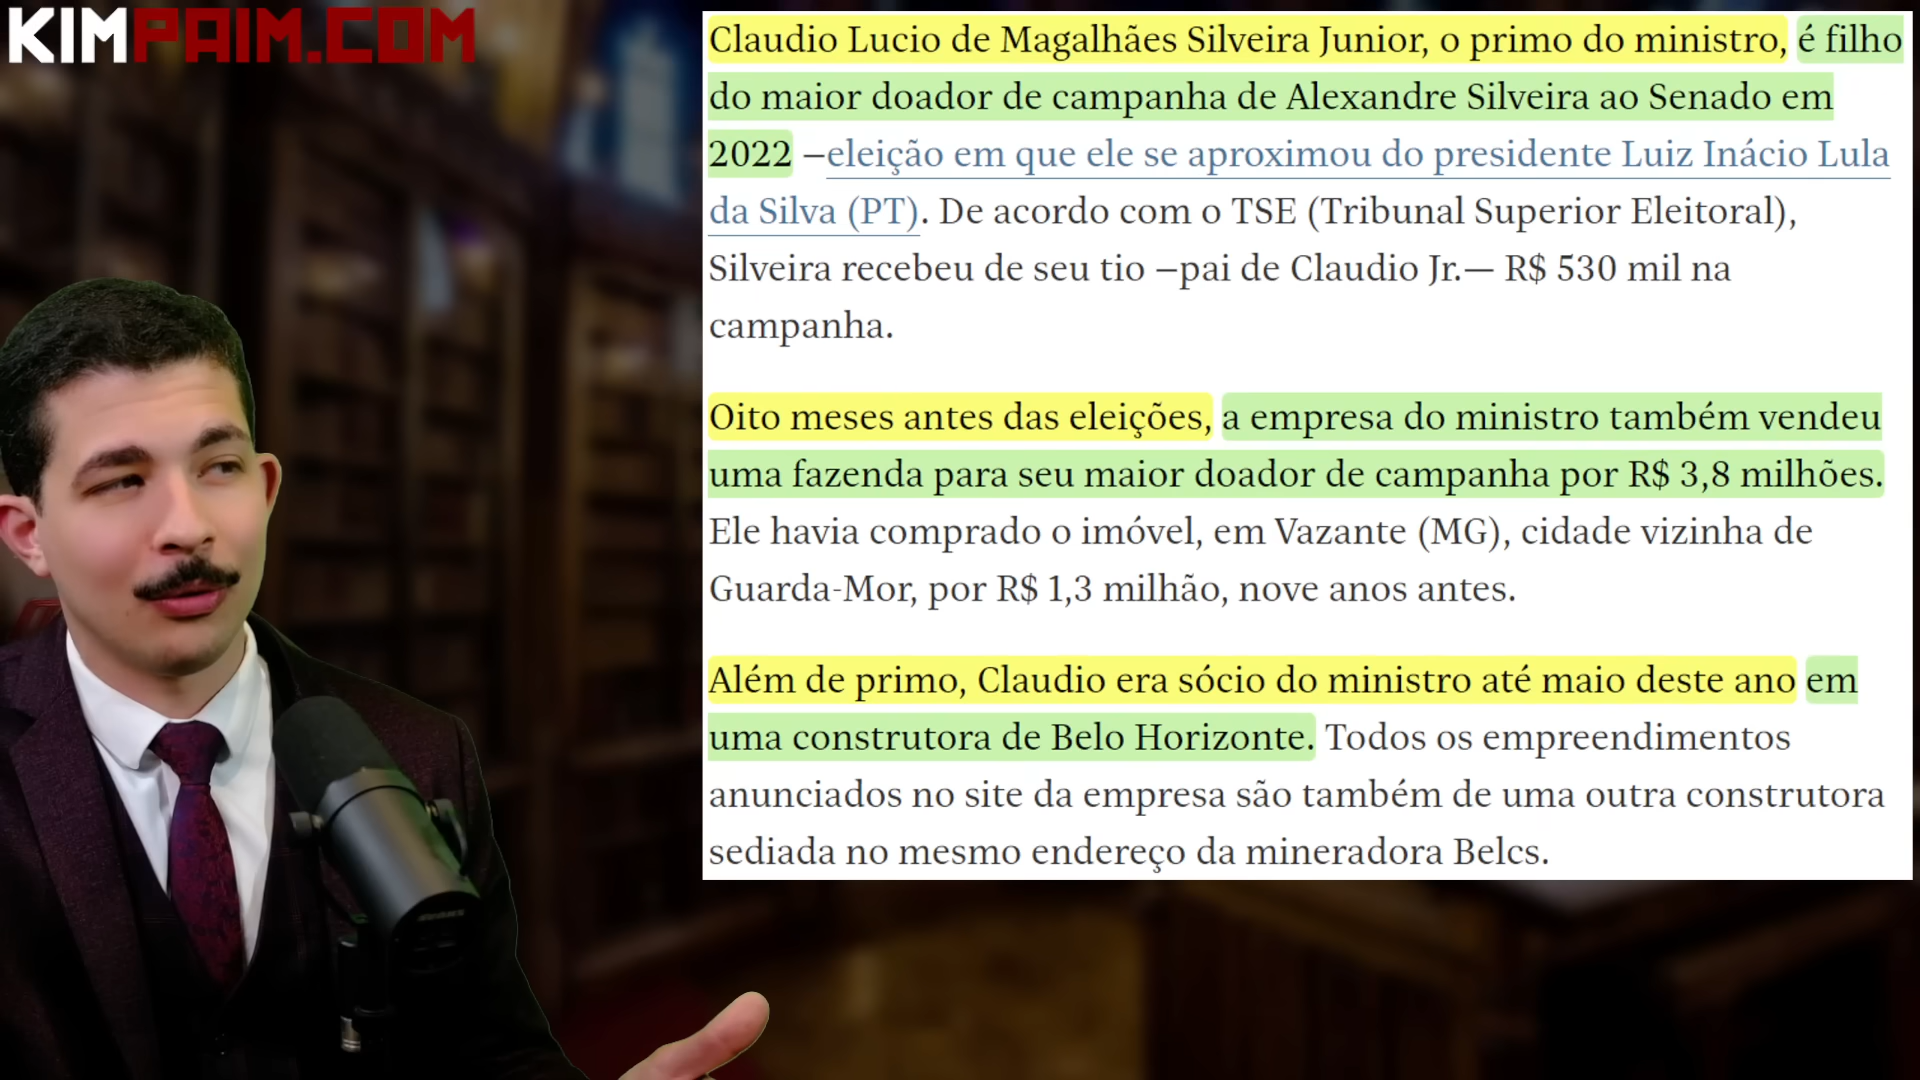 KIMPAIM.COM
Claudio Lucio de Magalhães Silveira Junior, o primo do ministro, é filho
do maior doador de campanha de Alexandre Silveira ao Senado em
2022 –eleição em que ele se aproximou do presidente Luiz Inácio Lula
da Silva (PT). De acordo com o TSE (Tribunal Superior Eleitoral),
Silveira recebeu de seu tio –pai de Claudio Jr.— R$ 530 mil na
campanha.
Oito meses antes das eleições, a empresa do ministro também vendeu
uma fazenda para seu maior doador de campanha por R$ 3,8 milhões.
Ele havia comprado o imóvel, em Vazante (MG), cidade vizinha de
Guarda-Mor, por R$ 1,3 milhão, nove anos antes.
Além de primo, Claudio era sócio do ministro até maio deste ano em
uma construtora de Belo Horizonte. Todos os empreendimentos
anunciados no site da empresa são também de uma outra construtora
sediada no mesmo endereço da mineradora Belcs.